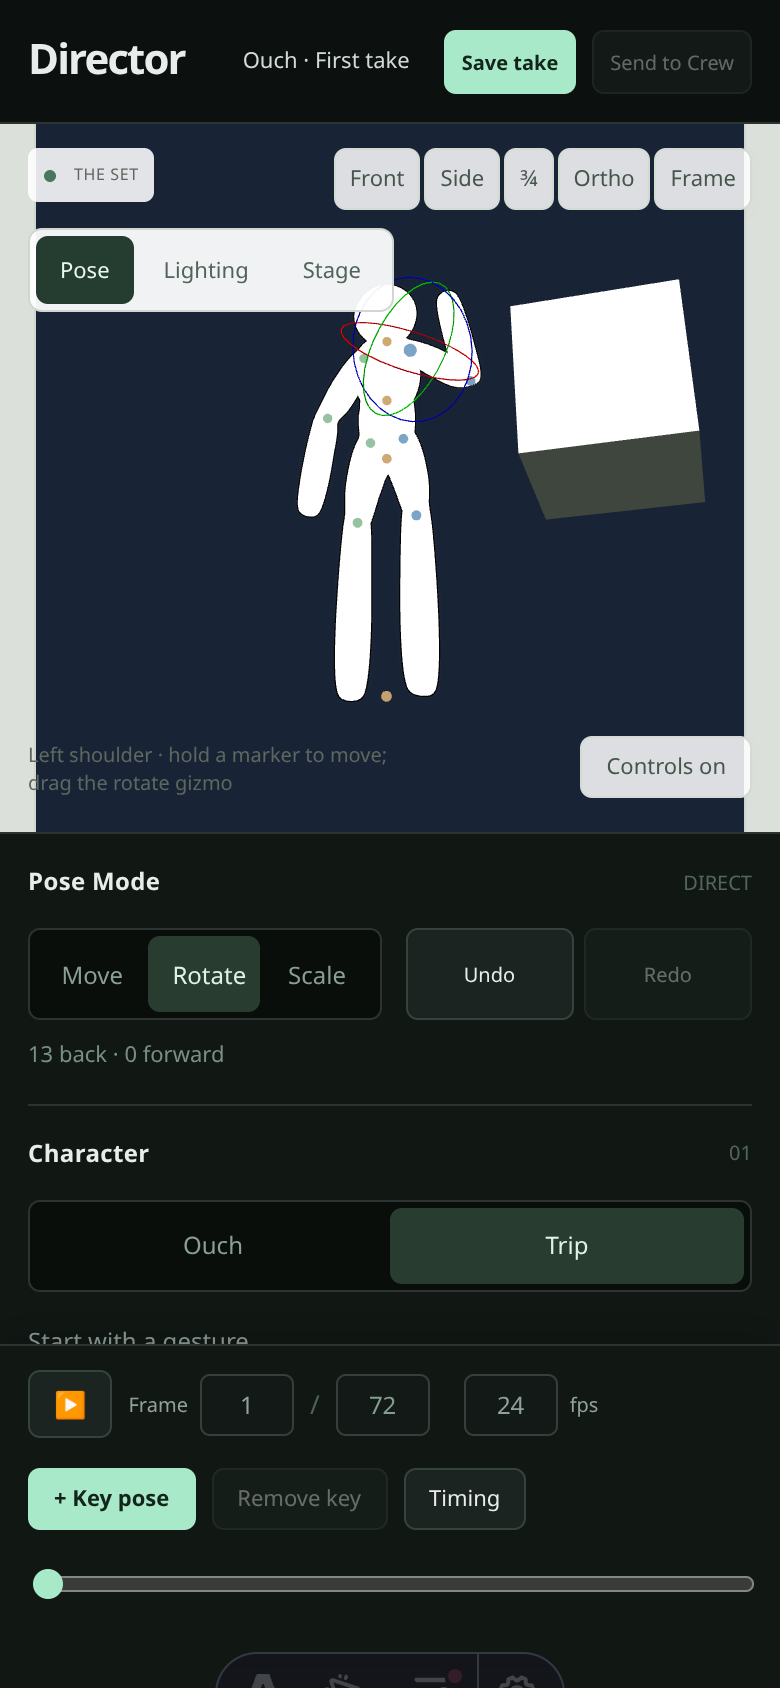 Director
Ouch · First take
Save take
Send to Crew
THE SET
Front
Side
¾
Ortho
Frame
Pose
Lighting
Stage
Left shoulder · hold a marker to move;
drag the rotate gizmo
Controls on
Pose Mode
DIRECT
Move
Rotate
Scale
Undo
Redo
13 back · 0 forward
Character
01
Ouch
Trip
Start with a gesture
Frame
1
/
72
24
fps
+ Key pose
Remove key
Timing